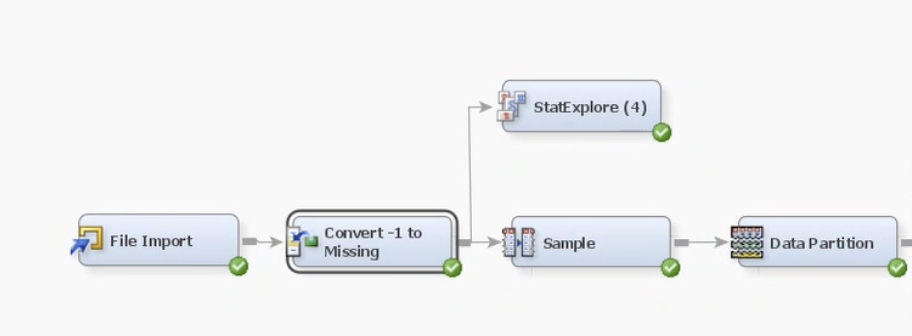 StatExplore (4)
File Import
Convert -1 to
Missing
Sample
Data Partition